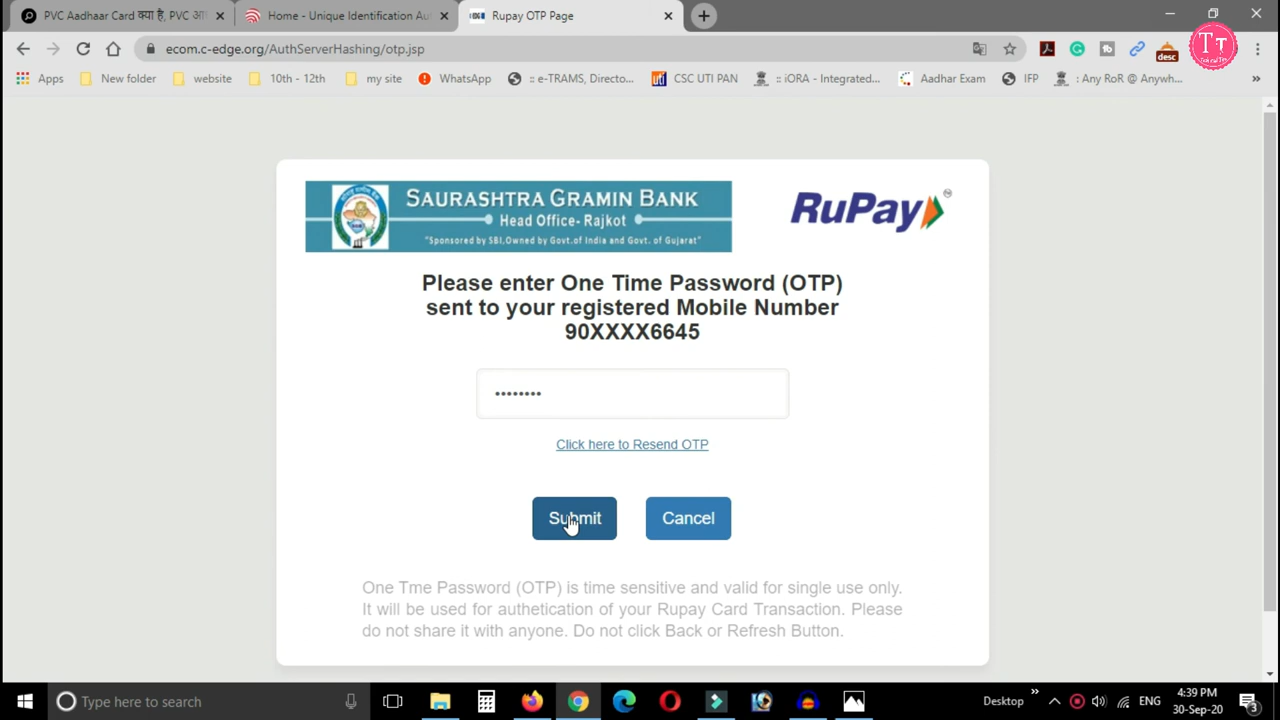 PVC Aadhaar Card क्या है, PVC आ
Home - Unique Identification Aut
Rupay OTP Page
ecom.c-edge.org/AuthServerHashing/otp.jsp
Tt
desc
Apps
New folder
website
10th - 12th
my site
WhatsApp
:: e-TRAMS, Directo...
uti
CSC UTI PAN
:: iORA - Integrated...
Aadhar Exam
IFP
: Any RoR @ Anywh...
»
SAURASHTRA GRAMIN BANK
Head Office- Rajkot
"Sponsored by SBI,Owned by Govt.of India and Govt. of Gujarat"
RuPay
Please enter One Time Password (OTP)
sent to your registered Mobile Number
90XXXX6645
••••••••
Click here to Resend OTP
Submit
Cancel
One Tme Password (OTP) is time sensitive and valid for single use only.
It will be used for authetication of your Rupay Card Transaction. Please
do not share it with anyone. Do not click Back or Refresh Button.
Type here to search
Desktop
»
ENG
4:39 PM
30-Sep-20
3